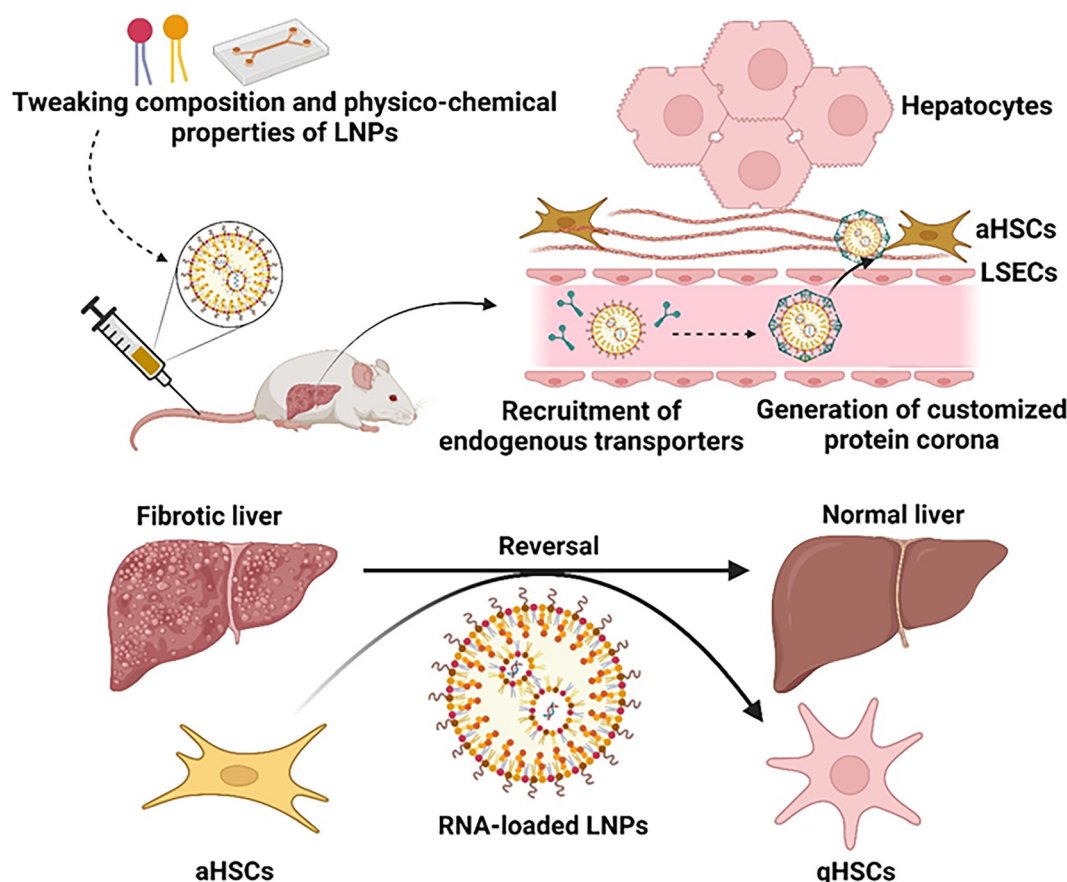 Tweaking composition and physico-chemical
properties of LNPs
Hepatocytes
aHSCs
LSECs
Recruitment of
endogenous transporters
Generation of customized
protein corona
Fibrotic liver
Reversal
Normal liver
RNA-loaded LNPs
aHSCs
qHSCs